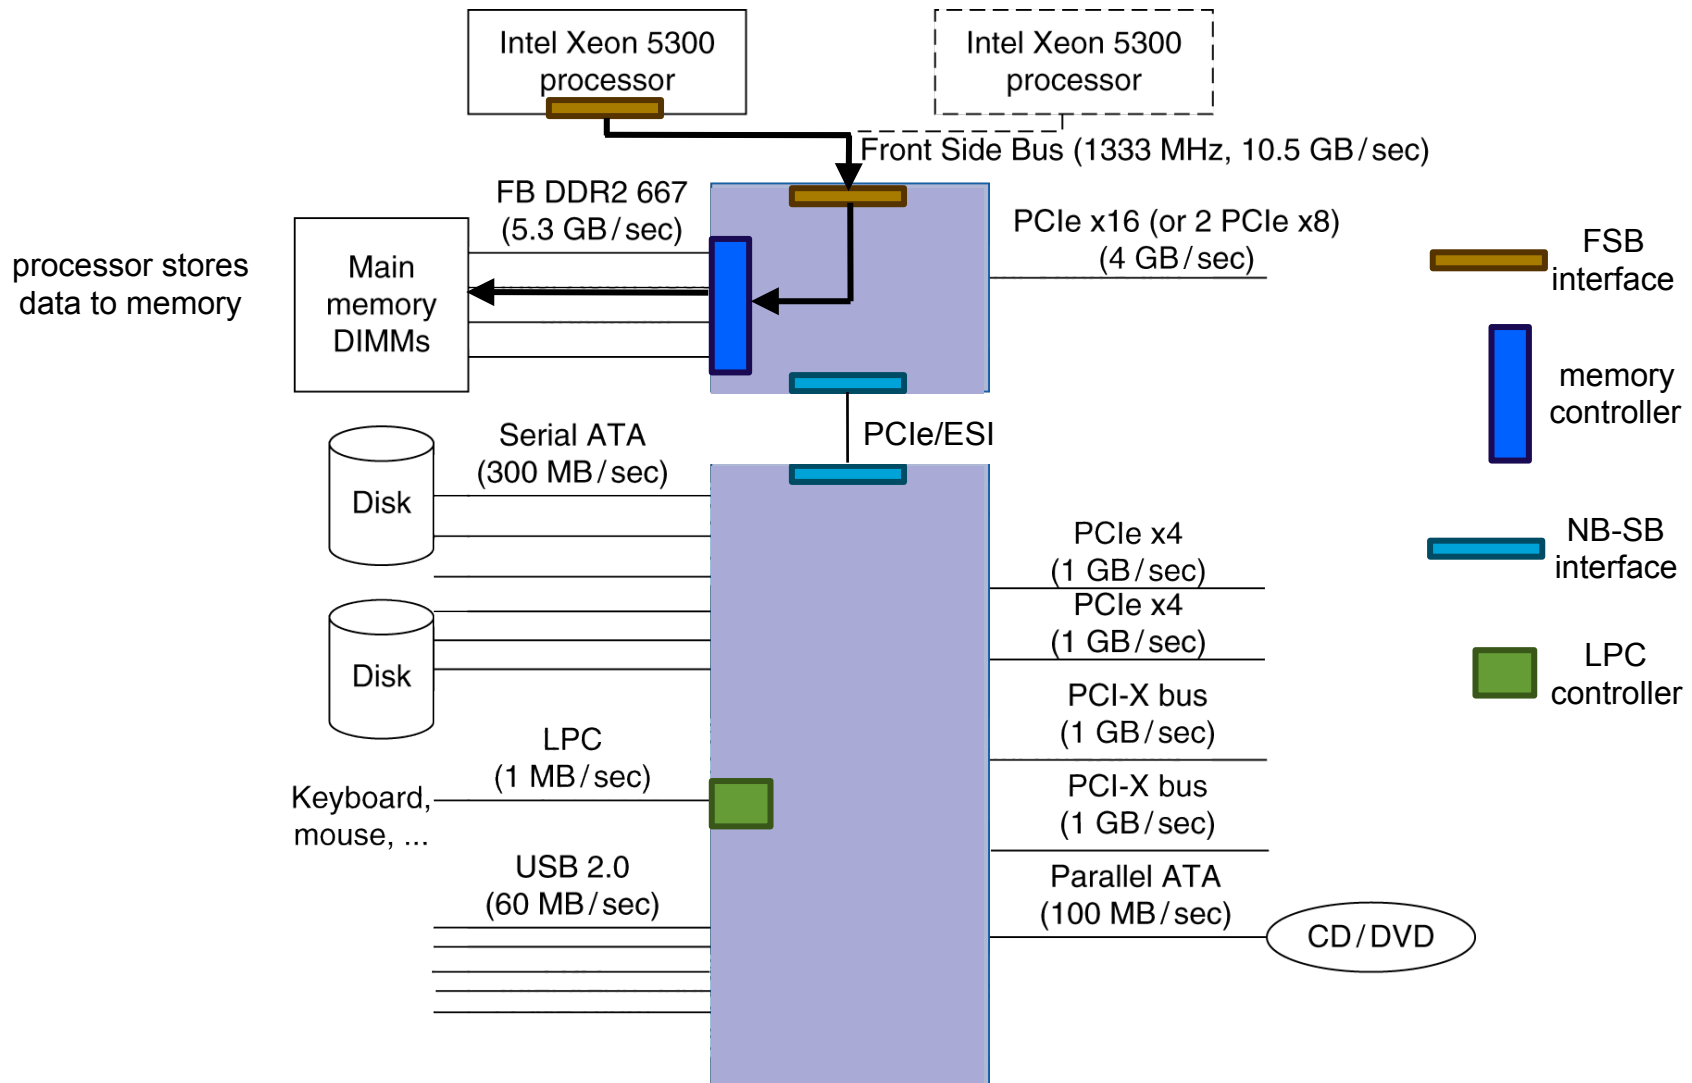 Intel Xeon 5300
processor
Intel Xeon 5300
processor
Front Side Bus (1333 MHz, 10.5 GB/sec)
FB DDR2 667
(5.3 GB/sec)
PCIe x16 (or 2 PCIe x8)
(4 GB/sec)
processor stores
data to memory
Main
memory
DIMMs
FSB
interface
memory
controller
Serial ATA
(300 MB/sec)
PCIe/ESI
Disk
PCIe x4
(1 GB/sec)
NB-SB
interface
PCIe x4
(1 GB/sec)
Disk
LPC
controller
PCI-X bus
(1 GB/sec)
LPC
(1 MB/sec)
Keyboard,
mouse, ...
PCI-X bus
(1 GB/sec)
USB 2.0
(60 MB/sec)
Parallel ATA
(100 MB/sec)
CD/DVD